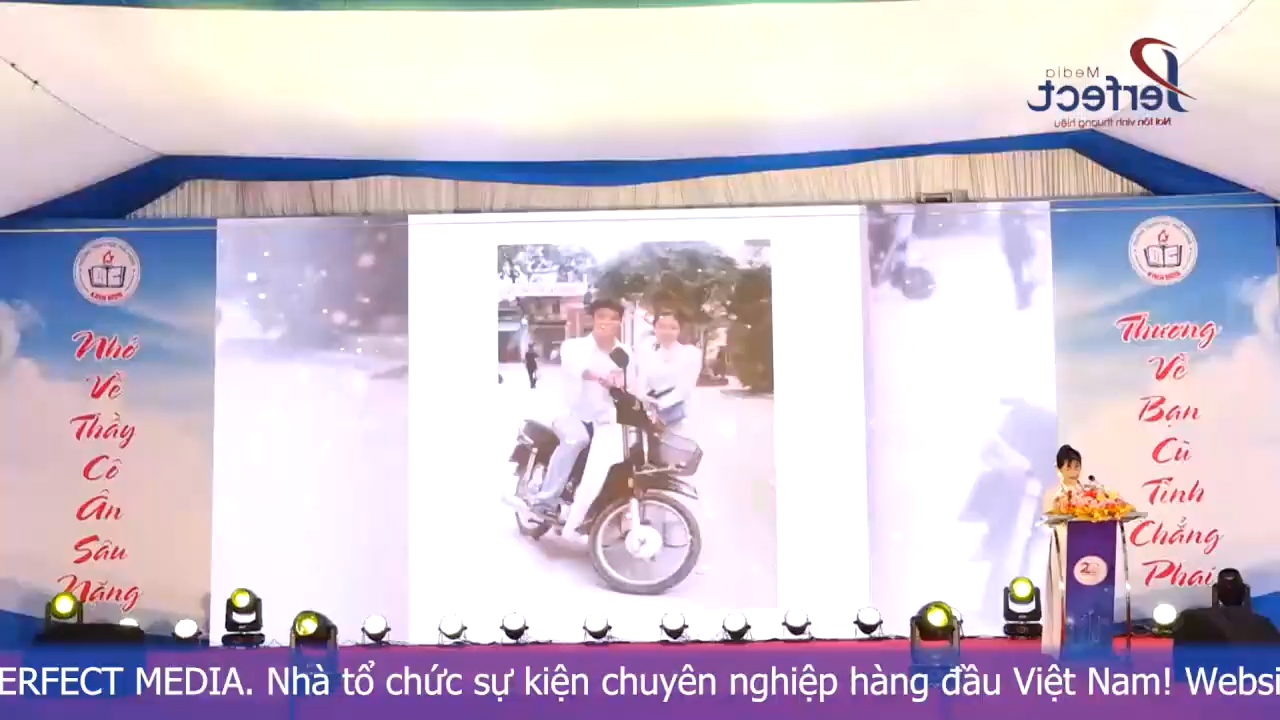 Media
Perfect
Nơi tôn vinh thương hiệu
Nhớ
Về
Thầy
Cô
Ân
Sâu
Nặng
Thương
Về
Bạn
Cũ
Tình
Chẳng
Phai
ERFECT MEDIA. Nhà tổ chức sự kiện chuyên nghiệp hàng đầu Việt Nam! Websi